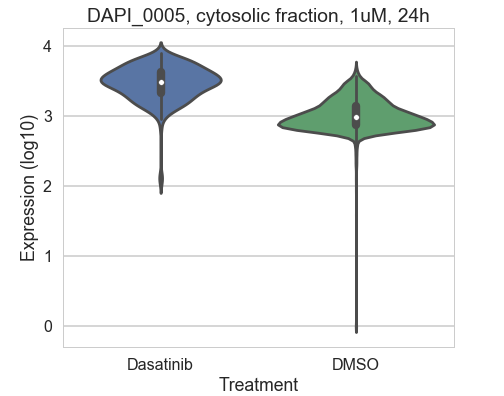 DAPI_0005, cytosolic fraction, 1uM, 24h
Expression (log10)
4
3
2
1
0
Dasatinib DMSO
Treatment